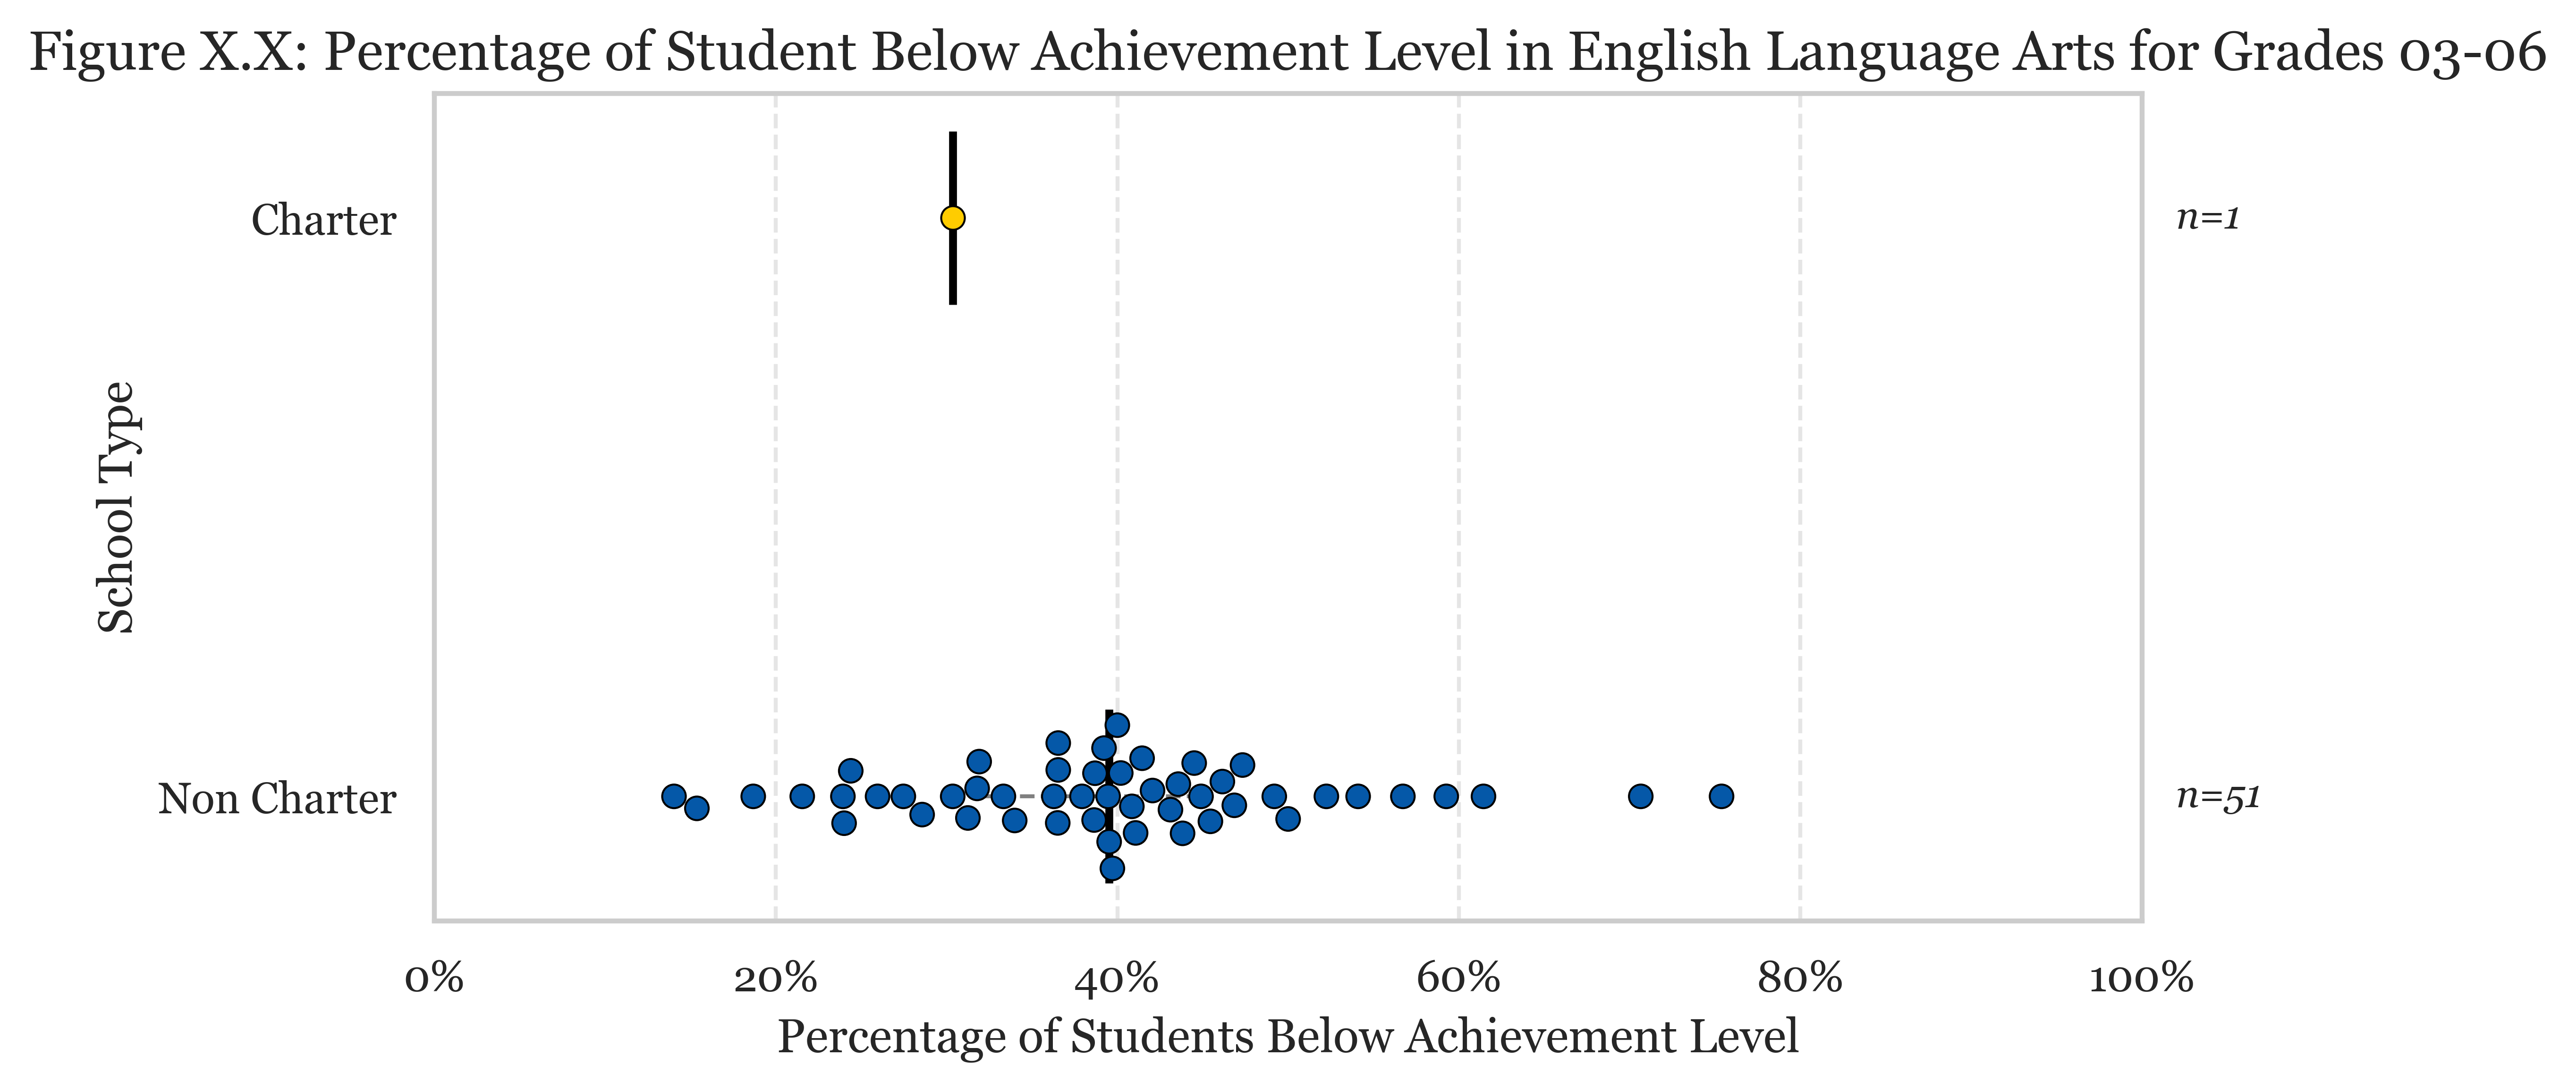 Figure X.X: Percentage of Student Below Achievement Level in English Language Arts for Grades 03-06
Charter
n=1
School Type
Non Charter
n=51
0%
20%
40%
60%
80%
100%
Percentage of Students Below Achievement Level